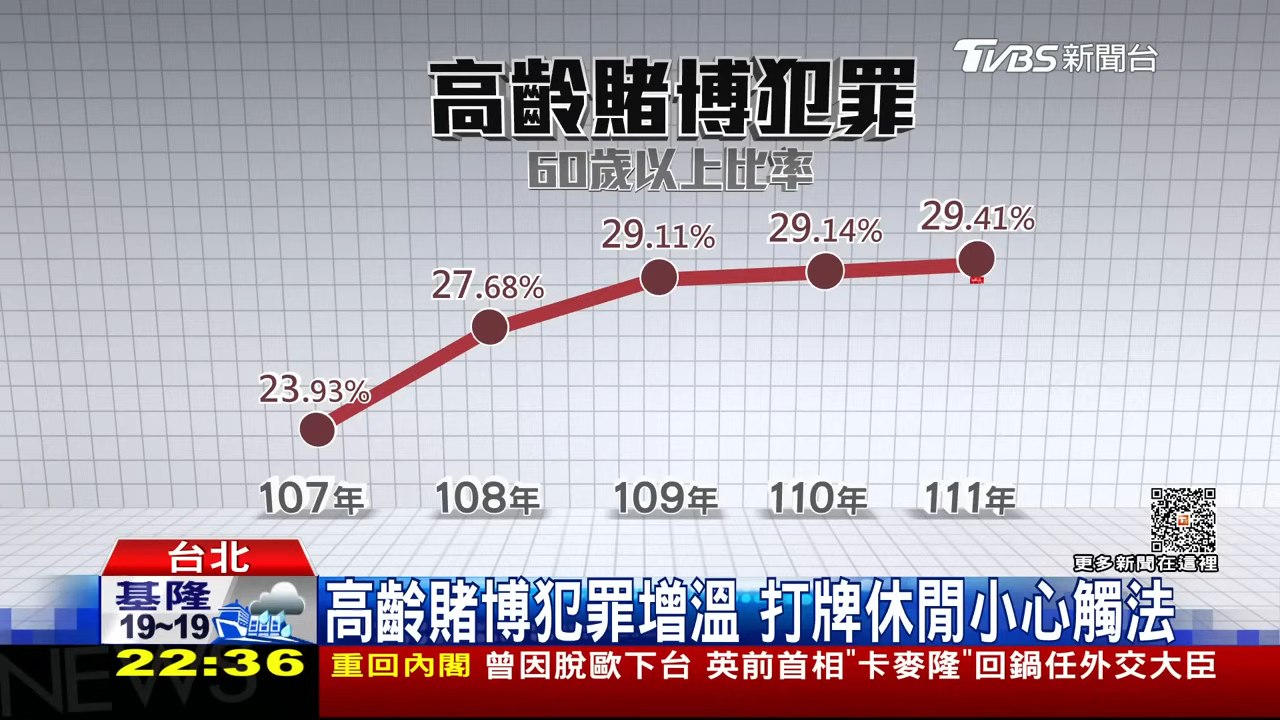 TVBS新聞台
高齡賭博犯罪
60歲以上比率
23.93%
27.68%
29.11%
29.14%
29.41%
107年
108年
109年
110年
111年
更多新聞在這裡
台北
基隆
19~19
高齡賭博犯罪增溫 打牌休閒小心觸法
22:36
重回內閣 曾因脫歐下台 英前首相"卡麥隆"回鍋任外交大臣
NEWS